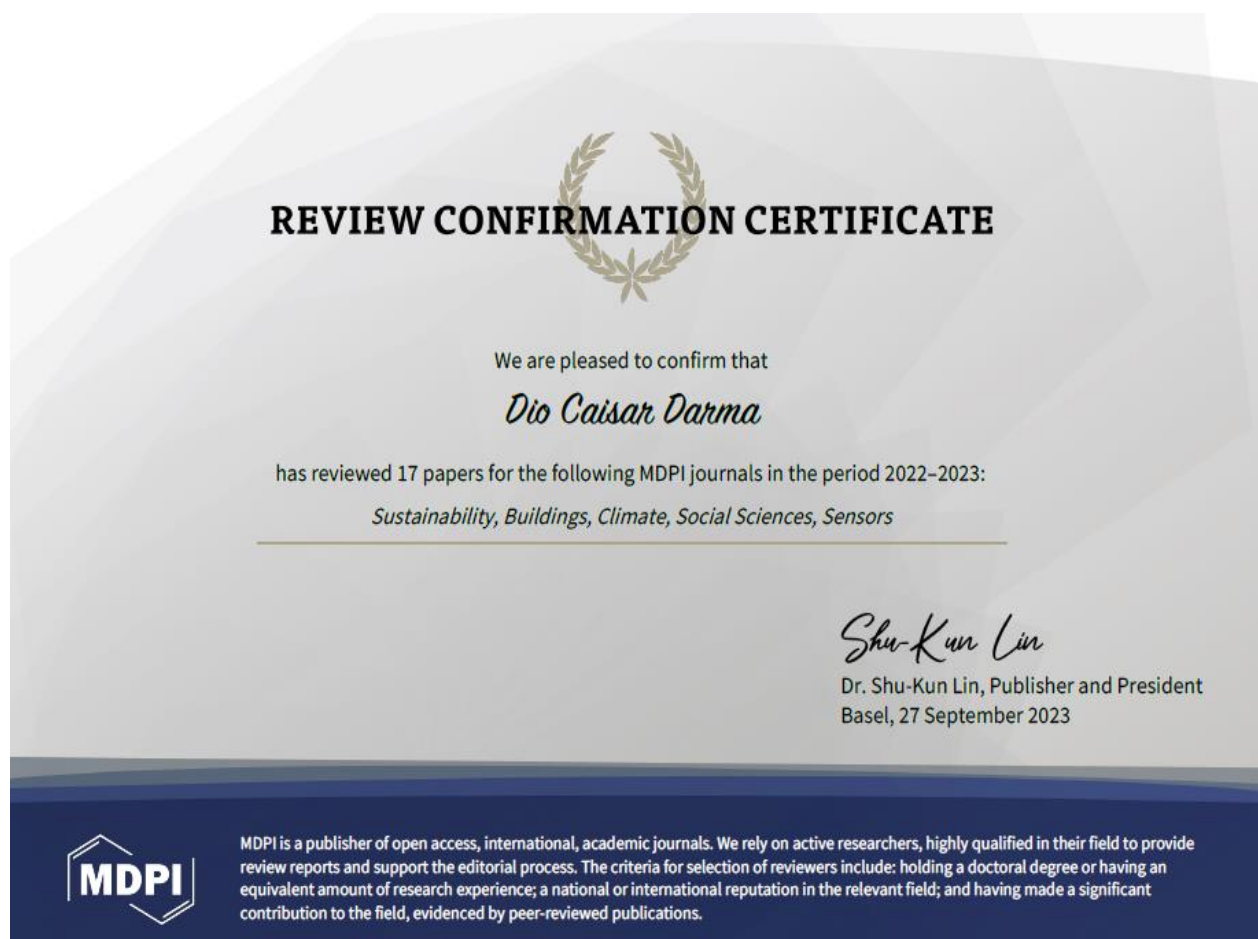 REVIEW CONFIRMATION CERTIFICATE
We are pleased to confirm that
Dio Caisar Darma
has reviewed 17 papers for the following MDPI journals in the period 2022–2023:
Sustainability, Buildings, Climate, Social Sciences, Sensors
Shu-Kun Lin
Dr. Shu-Kun Lin, Publisher and President
Basel, 27 September 2023
MDPI
MDPI is a publisher of open access, international, academic journals. We rely on active researchers, highly qualified in their field to provide
review reports and support the editorial process. The criteria for selection of reviewers include: holding a doctoral degree or having an
equivalent amount of research experience; a national or international reputation in the relevant field; and having made a significant
contribution to the field, evidenced by peer-reviewed publications.